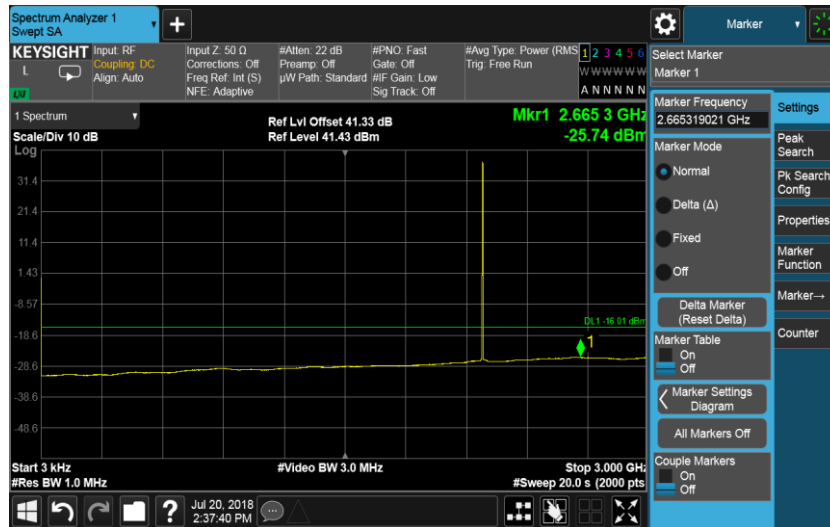 Spectrum Analyzer 1
Swept SA
+
Marker
KEYSIGHT
L
LXI
Input: RF
Coupling: DC
Align: Auto
Input Z: 50 Ω
Corrections: Off
Freq Ref: Int (S)
NFE: Adaptive
#Atten: 22 dB
Preamp: Off
µW Path: Standard
#PNO: Fast
Gate: Off
#IF Gain: Low
Sig Track: Off
#Avg Type: Power (RMS
Trig: Free Run
1 2 3 4 5 6
W W W W W W
A N N N N N
Select Marker
Marker 1
1 Spectrum
Scale/Div 10 dB
Log
Ref Lvl Offset 41.33 dB
Ref Level 41.43 dBm
Mkr1 2.665 3 GHz
-25.74 dBm
31.4
21.4
11.4
1.43
-8.57
-18.6
-28.6
-38.6
-48.6
DL1 -16.01 dBm
1
Start 3 kHz
#Res BW 1.0 MHz
#Video BW 3.0 MHz
Stop 3.000 GHz
#Sweep 20.0 s (2000 pts
Marker Frequency
2.665319021 GHz
Marker Mode
Normal
Delta (Δ)
Fixed
Off
Delta Marker
(Reset Delta)
Marker Table
On
Off
Marker Settings
Diagram
All Markers Off
Couple Markers
On
Off
Settings
Peak
Search
Pk Search
Config
Properties
Marker
Function
Marker→
Counter
?
Jul 20, 2018
2:37:40 PM